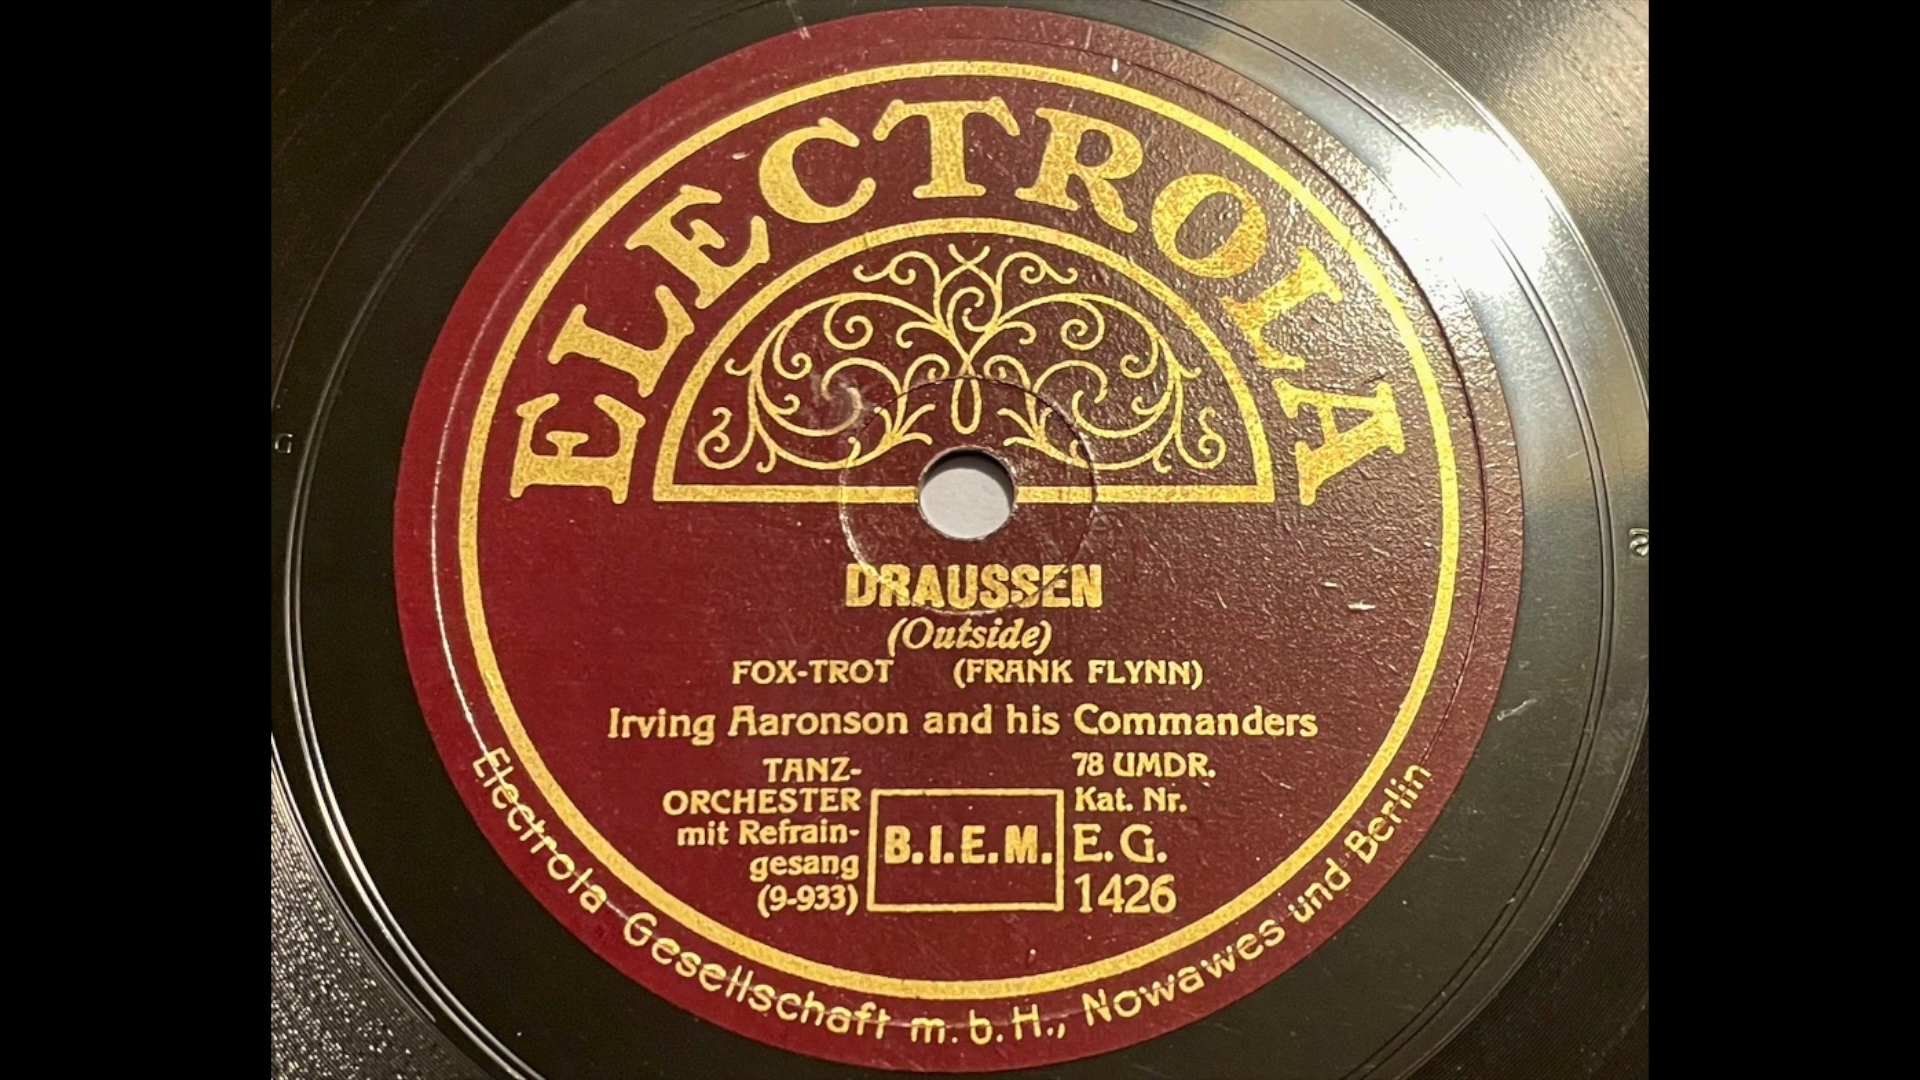 ELECTROLA
DRAUSSEN
(Outside)
FOX-TROT (FRANK FLYNN)
Irving Aaronson and his Commanders
TANZ-
ORCHESTER
mit Refrain-
gesang
(9-933)
B.I.E.M.
78 UMDR.
Kat. Nr.
E.G.
1426
Electrola Gesellschaft m.b.H., Nowawes und Berlin